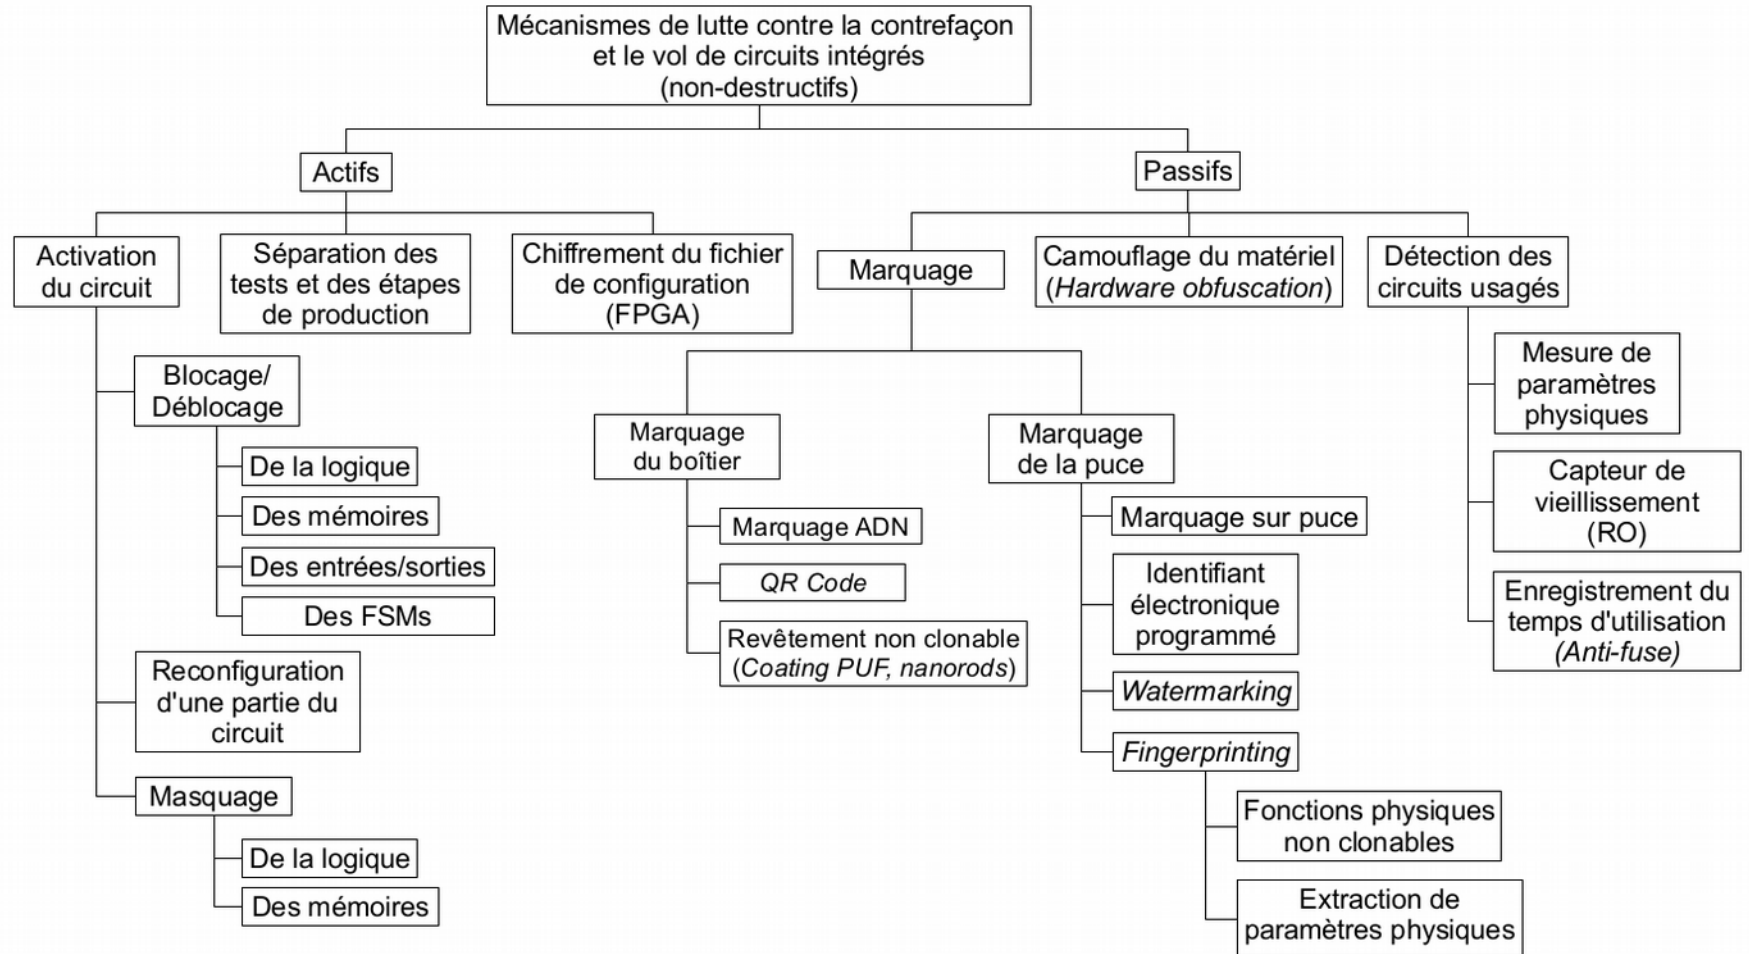 Mécanismes de lutte contre la contrefaçon
et le vol de circuits intégrés
(non-destructifs)
Actifs
Passifs
Activation
du circuit
Séparation des
tests et des étapes
de production
Chiffrement du fichier
de configuration
(FPGA)
Marquage
Camouflage du matériel
(Hardware obfuscation)
Détection des
circuits usagés
Blocage/
Déblocage
De la logique
Des mémoires
Des entrées/sorties
Des FSMs
Reconfiguration
d'une partie du
circuit
Masquage
De la logique
Des mémoires
Marquage
du boîtier
Marquage ADN
QR Code
Revêtement non clonable
(Coating PUF, nanorods)
Marquage
de la puce
Marquage sur puce
Identifiant
électronique
programmé
Watermarking
Fingerprinting
Fonctions physiques
non clonables
Extraction de
paramètres physiques
Mesure de
paramètres
physiques
Capteur de
vieillissement
(RO)
Enregistrement du
temps d'utilisation
(Anti-fuse)